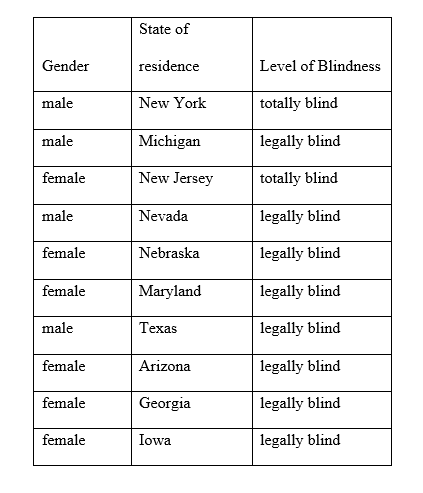 State of
Gender residence Level of Blindness
male New York totally blind
male Michigan legally blind
female New Jersey totally blind
male Nevada legally blind
female Nebraska legally blind
female Maryland legally blind
male Texas legally blind
female Arizona legally blind
female Georgia legally blind
female Iowa legally blind